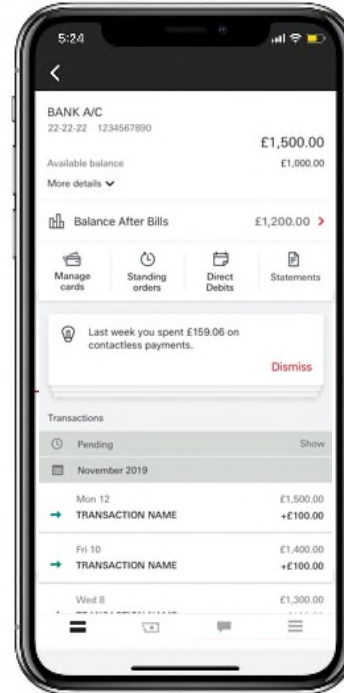 5:24
BANK A/C
22-22-22 1234567890
£1,500.00
Available balance £1,000.00
More details
Balance After Bills £1,200.00
Manage cards
Standing orders
Direct Debits
Statements
Last week you spent £159.06 on
contactless payments.
Dismiss
Transactions
Pending Show
November 2019
Mon 12 £1,500.00
TRANSACTION NAME +£100.00
Fri 10 £1,400.00
TRANSACTION NAME +£100.00
Wed 8 £1,300.00